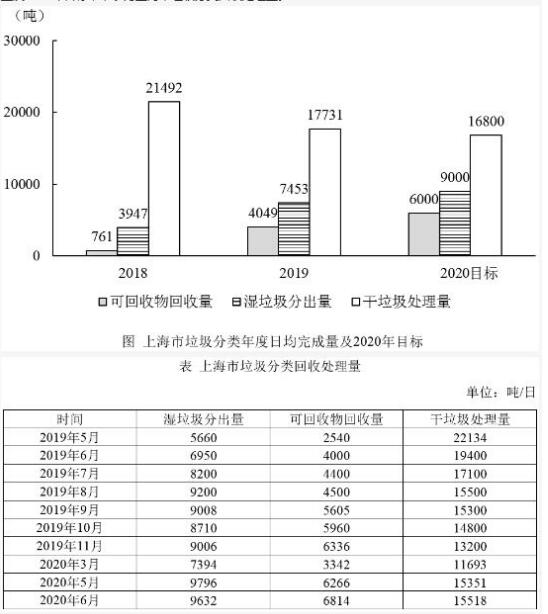 （吨）
30000
20000
10000
0
761
3947
21492
4049
7453
17731
6000
9000
16800
2018
2019
2020目标
可回收物回收量 湿垃圾分出量 干垃圾处理量
图 上海市垃圾分类年度日均完成量及2020年目标
表 上海市垃圾分类回收处理量
单位：吨/日
时间 湿垃圾分出量 可回收物回收量 干垃圾处理量
2019年5月 5660 2540 22134
2019年6月 6950 4000 19400
2019年7月 8200 4400 17100
2019年8月 9200 4500 15500
2019年9月 9008 5605 15300
2019年10月 8710 5960 14800
2019年11月 9006 6336 13200
2020年3月 7394 3342 11693
2020年5月 9796 6266 15351
2020年6月 9632 6814 15518